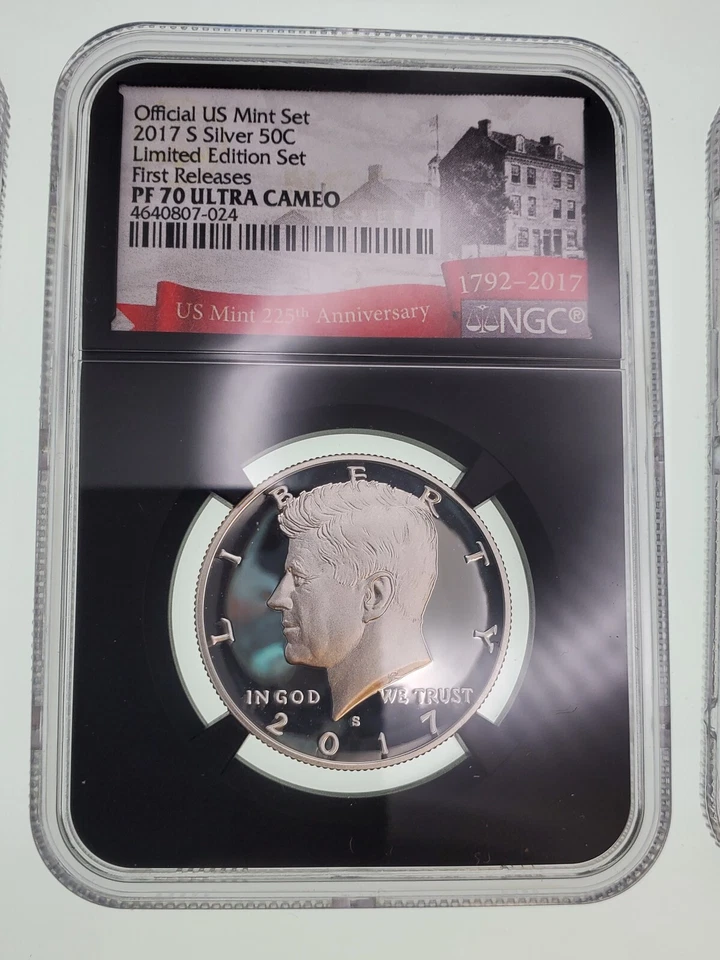 Official US Mint Set
2017 S Silver 50C
Limited Edition Set
First Releases
PF 70 ULTRA CAMEO
4640807-024
1792-2017
US Mint 225th Anniversary
NGC®
LIBERTY
IN GOD WE TRUST
S
2017